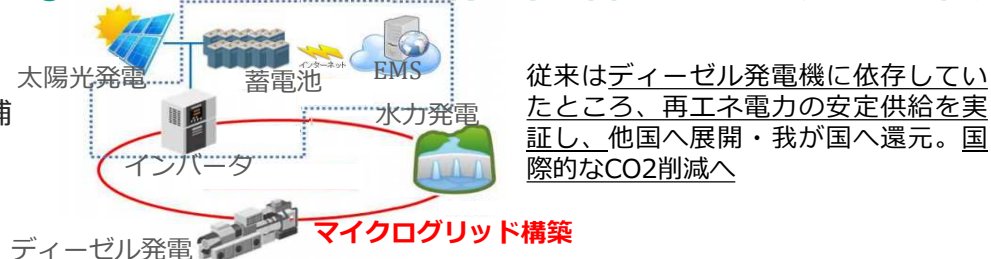 太陽光発電
蓄電池
インターネット
EMS
水力発電
補
インバータ
マイクログリッド構築
ディーゼル発電
従来はディーゼル発電機に依存してい
たところ、再エネ電力の安定供給を実
証し、他国へ展開・我が国へ還元。国
際的なCO2削減へ